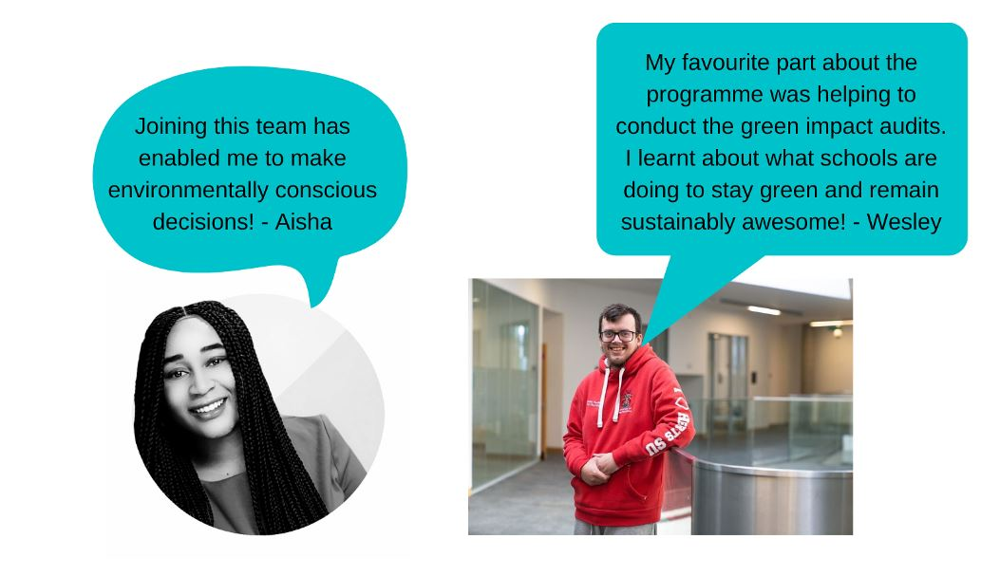 Joining this team has
enabled me to make
environmentally conscious
decisions! - Aisha
My favourite part about the
programme was helping to
conduct the green impact audits.
I learnt about what schools are
doing to stay green and remain
sustainably awesome! - Wesley
HERTS SU